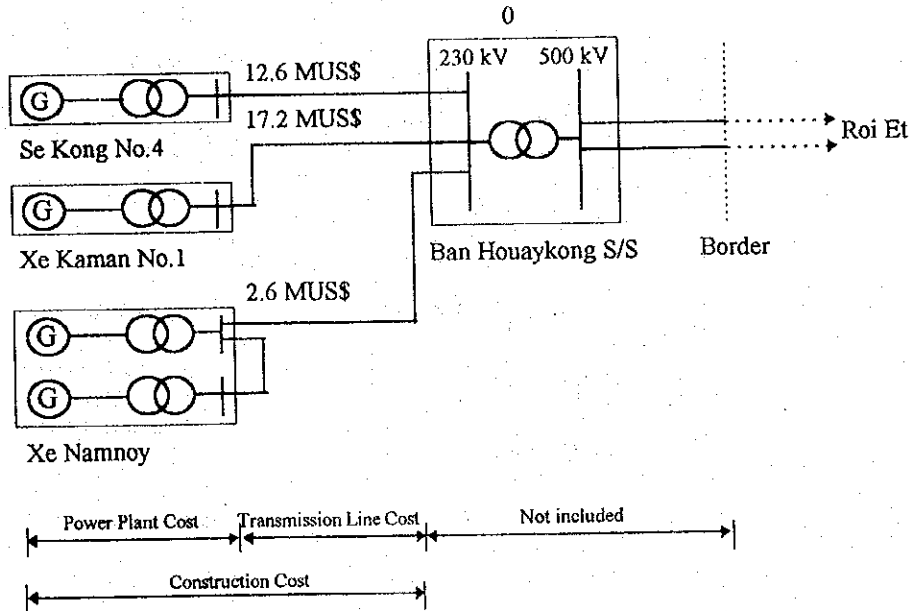 0
230 kV 500 kV
12.6 MUS$
G
17.2 MUS$
Se Kong No.4
Roi Et
G
Xe Kaman No.1
Ban Houaykong S/S
Border
2.6 MUS$
G
G
Xe Namnoy
Power Plant Cost Transmission Line Cost Not included
Construction Cost